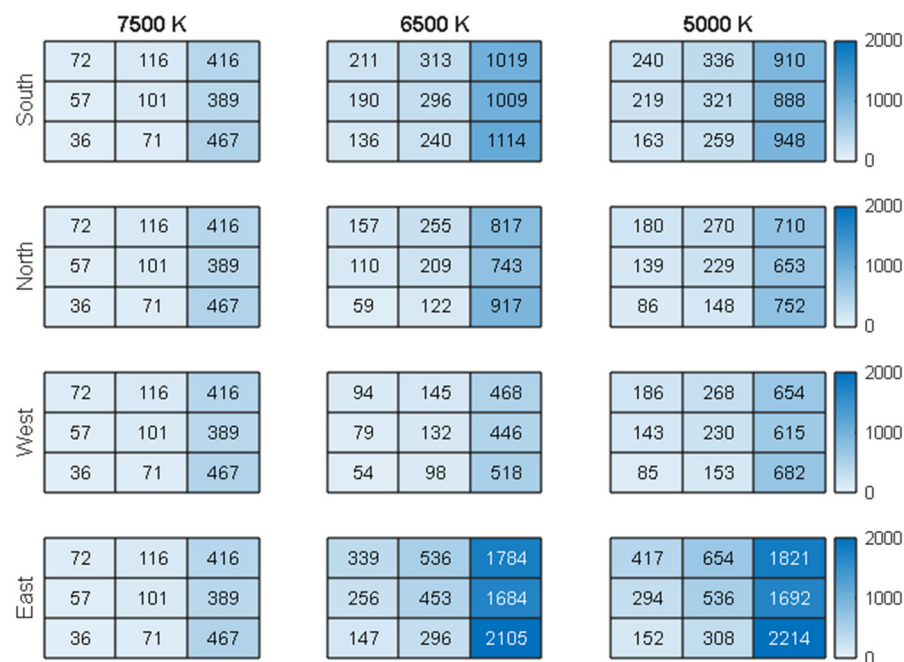 7500 K 6500 K 5000 K
South
72 116 416 211 313 1019 240 336 910 2000
57 101 389 190 296 1009 219 321 888 1000
36 71 467 136 240 1114 163 259 948 0
North
72 116 416 157 255 817 180 270 710 2000
57 101 389 110 209 743 139 229 653 1000
36 71 467 59 122 917 86 148 752 0
West
72 116 416 94 145 468 186 268 654 2000
57 101 389 79 132 446 143 230 615 1000
36 71 467 54 98 518 85 153 682 0
East
72 116 416 339 536 1784 417 654 1821 2000
57 101 389 256 453 1684 294 536 1692 1000
36 71 467 147 296 2105 152 308 2214 0